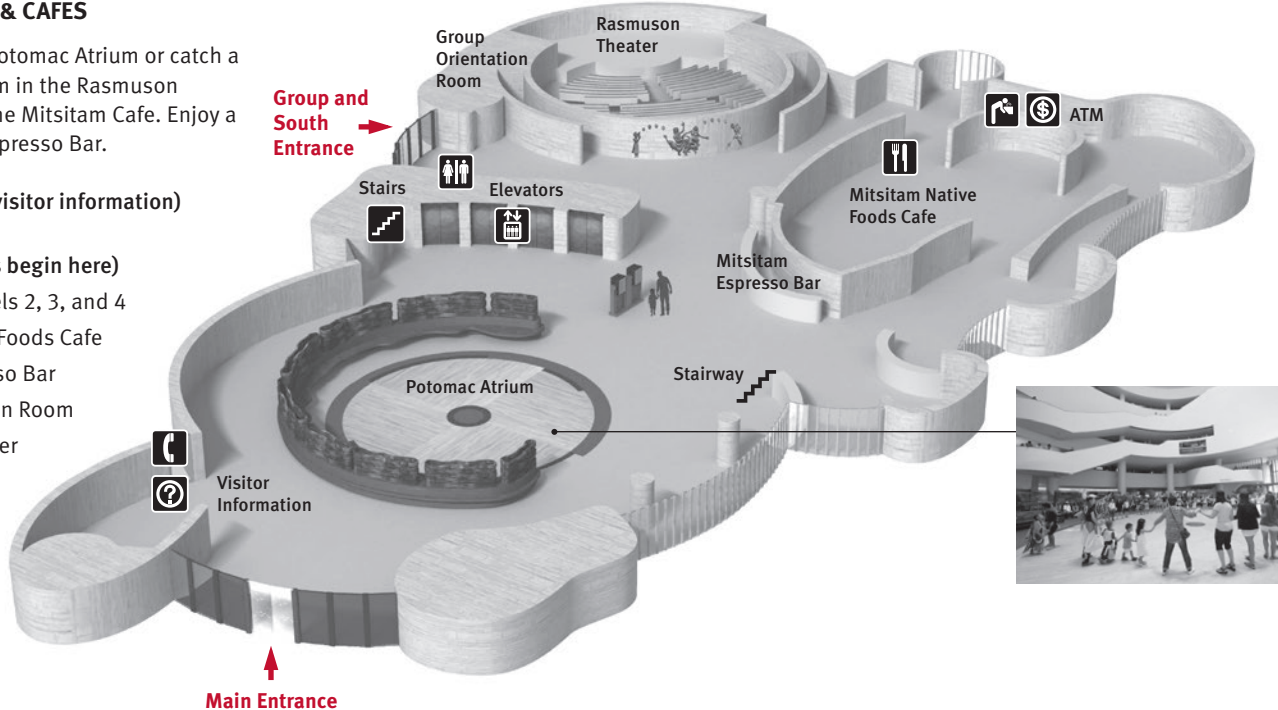 & CAFES
otomac Atrium or catch a
m in the Rasmuson
ne Mitsitam Cafe. Enjoy a
presso Bar.
visitor information)
s begin here)
els 2, 3, and 4
Foods Cafe
so Bar
n Room
er
Group
Orientation
Room
Rasmuson
Theater
Group and
South
Entrance
ATM
Stairs
Elevators
Mitsitam Native
Foods Cafe
Mitsitam
Espresso Bar
Potomac Atrium
Stairway
Visitor
Information
Main Entrance